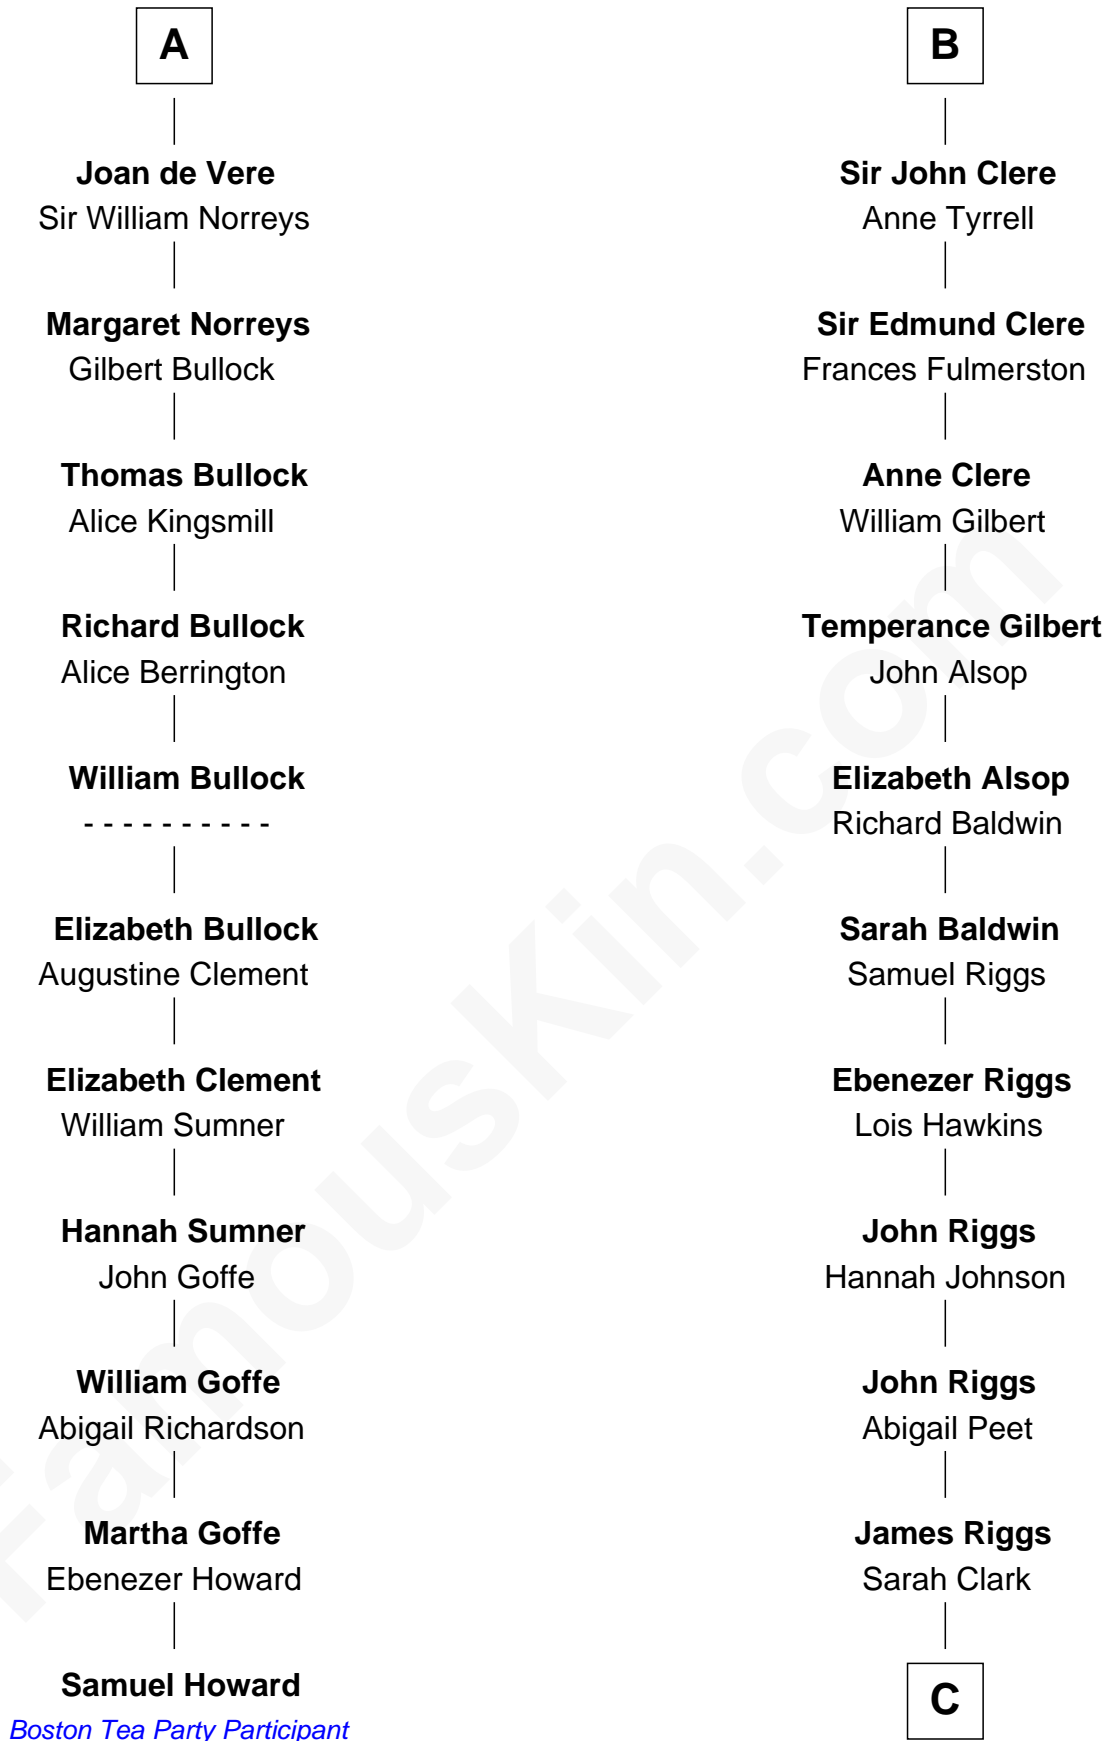 A
Joan de Vere
Sir William Norreys
Margaret Norreys
Gilbert Bullock
Thomas Bullock
Alice Kingsmill
Richard Bullock
Alice Berrington
William Bullock
- - - - - - - - - -
Elizabeth Bullock
Augustine Clement
Elizabeth Clement
William Sumner
Hannah Sumner
John Goffe
William Goffe
Abigail Richardson
Martha Goffe
Ebenezer Howard
Samuel Howard
Boston Tea Party Participant
B
Sir John Clere
Anne Tyrrell
Sir Edmund Clere
Frances Fulmerston
Anne Clere
William Gilbert
Temperance Gilbert
John Alsop
Elizabeth Alsop
Richard Baldwin
Sarah Baldwin
Samuel Riggs
Ebenezer Riggs
Lois Hawkins
John Riggs
Hannah Johnson
John Riggs
Abigail Peet
James Riggs
Sarah Clark
C
FamousKin.com